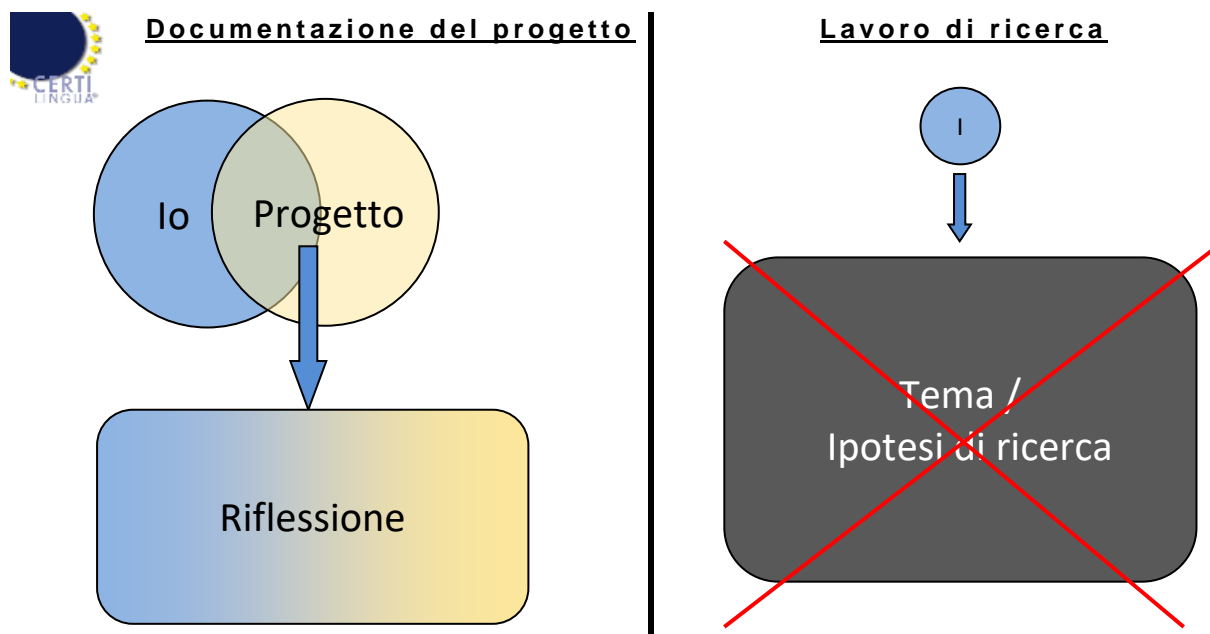 Documentazione del progetto
CERTI
LINGUA®
Io
Progetto
Riflessione
Lavoro di ricerca
I
Tema /
Ipotesi di ricerca